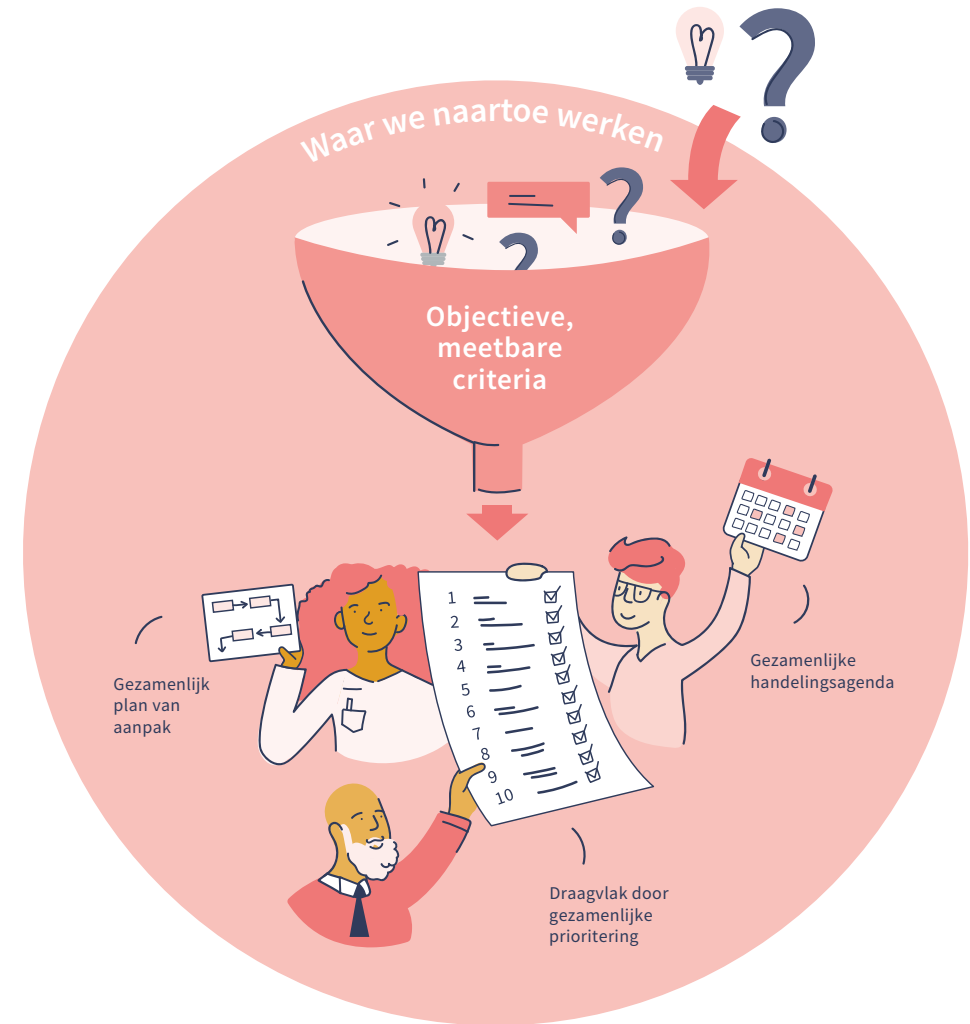 Waar we naartoe werken
Objectieve,
meetbare
criteria
1
2
3
4
5
6
7
8
9
10
Gezamenlijk
plan van
aanpak
Gezamenlijke
handelingsagenda
Draagvlak door
gezamenlijke
prioritering